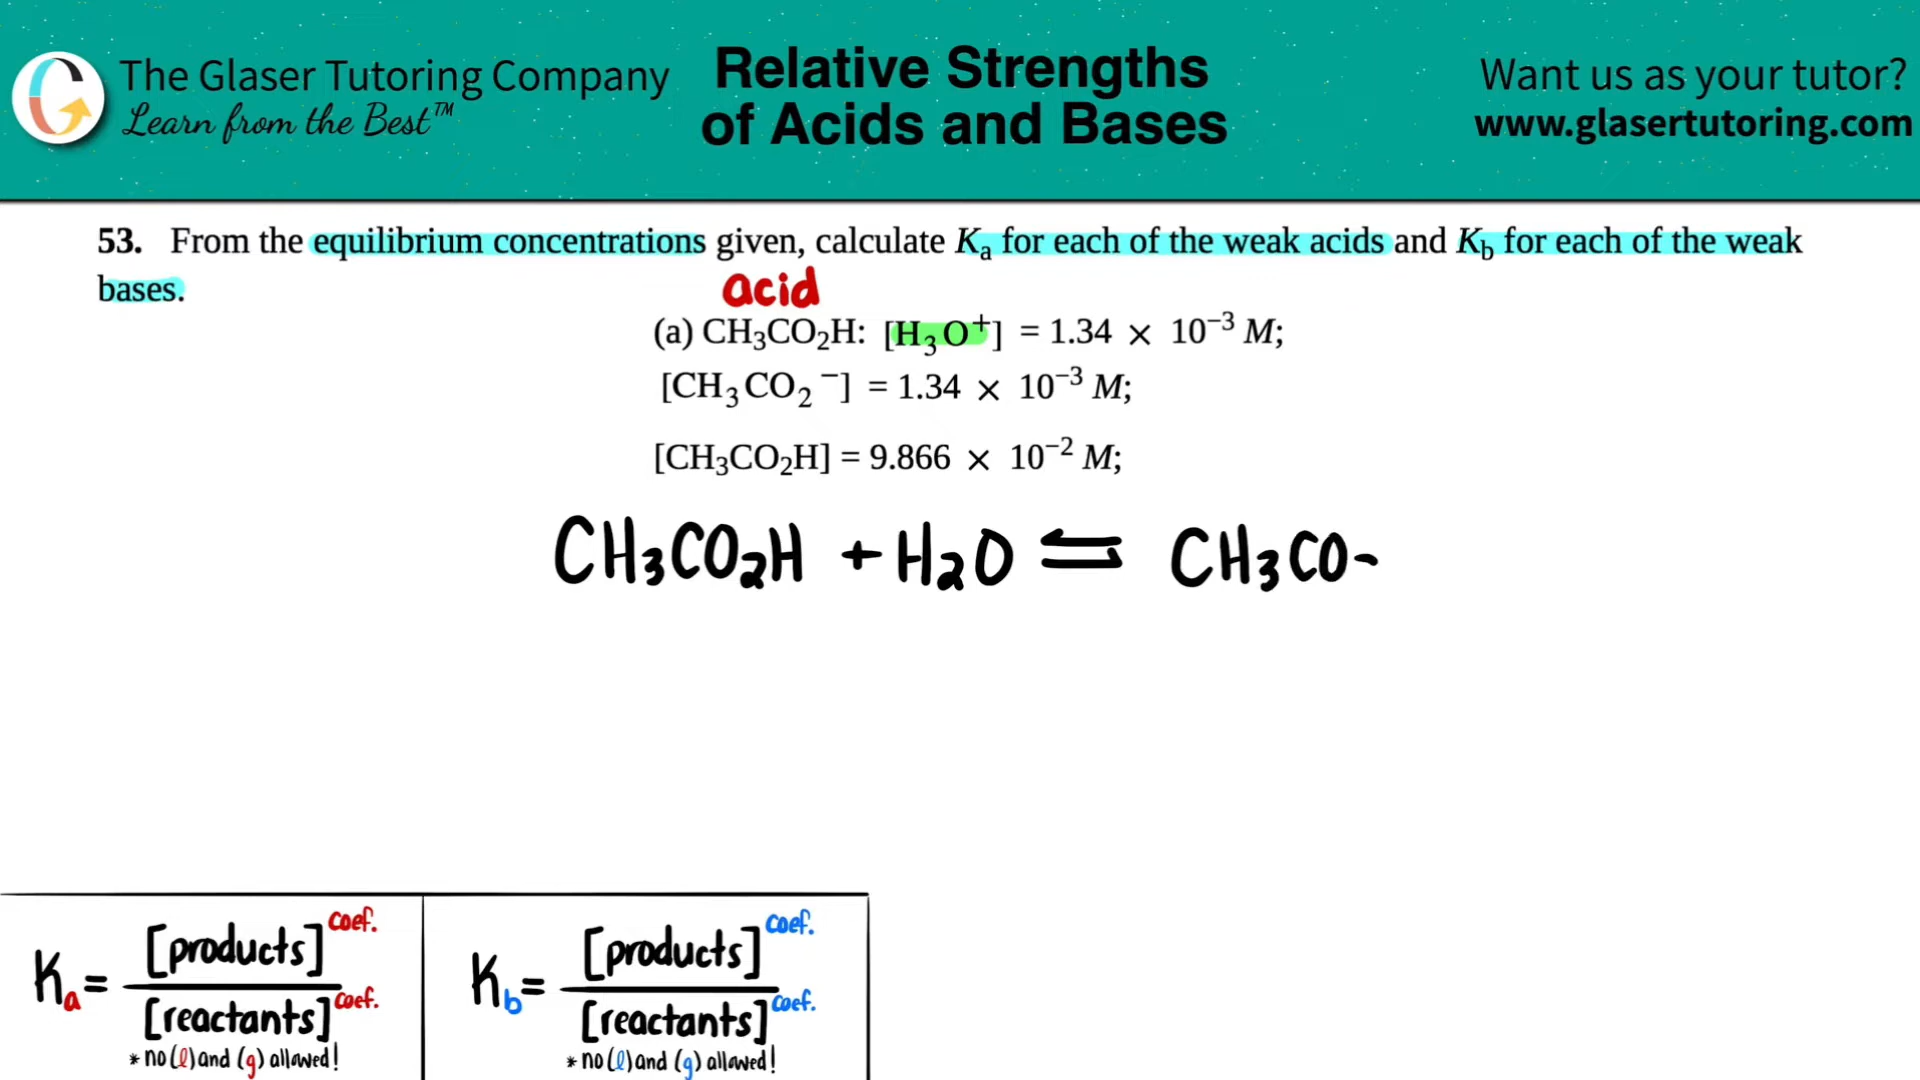 The Glaser Tutoring Company
Learn from the Best™
Relative Strengths
of Acids and Bases
Want us as your tutor?
www.glasertutoring.com
53. From the equilibrium concentrations given, calculate Kₐ for each of the weak acids and K_b for each of the weak
bases.
acid
(a) CH₃CO₂H: [H₃O⁺] = 1.34 × 10⁻³ M;
[CH₃CO₂⁻] = 1.34 × 10⁻³ M;
[CH₃CO₂H] = 9.866 × 10⁻² M;
CH₃CO₂H + H₂O ⇌ CH₃CO-
Kₐ = [products]^coef. / [reactants]^coef.
* no (l) and (g) allowed!
K_b = [products]^coef. / [reactants]^coef.
* no (l) and (g) allowed!